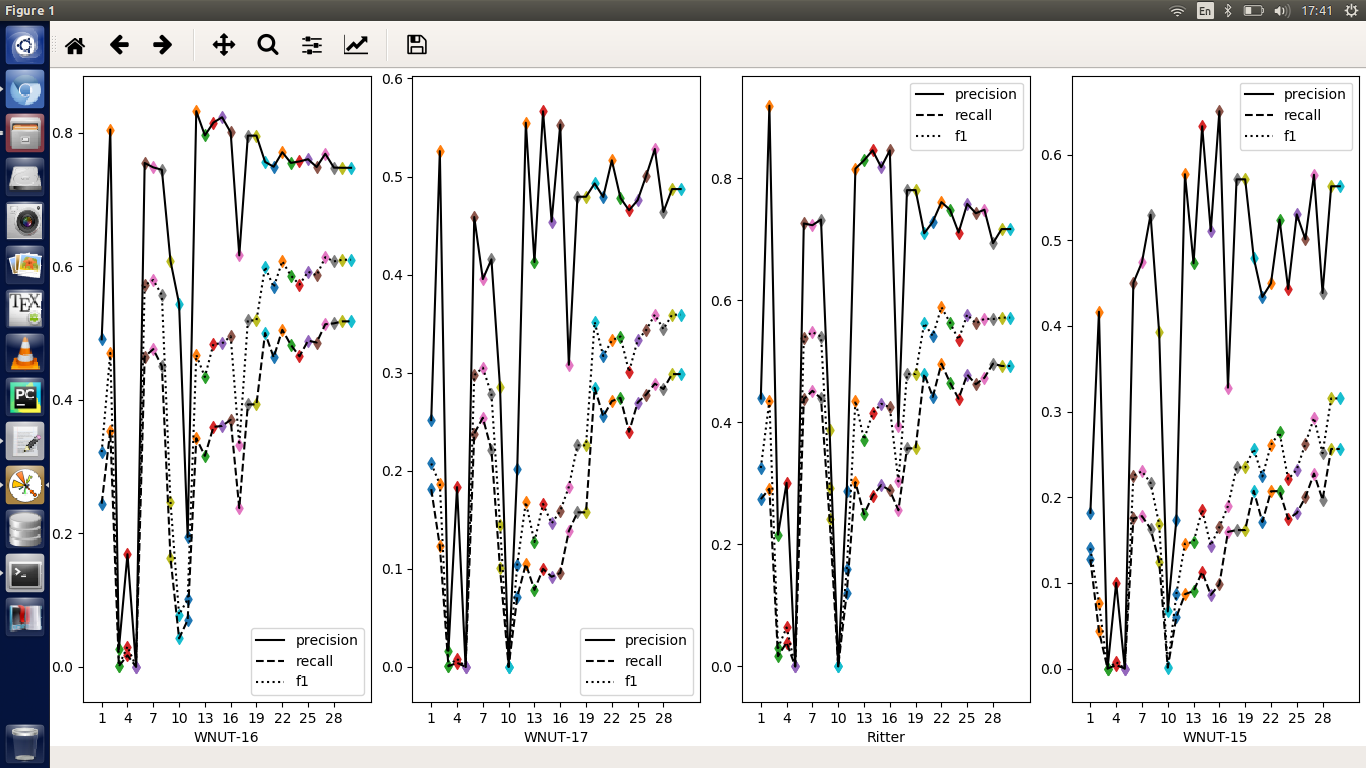 Figure 1
En
17:41
TEX
PC
>_
0.8
0.6
0.4
0.2
0.0
precision
recall
f1
1 4 7 10 13 16 19 22 25 28
WNUT-16
0.6
0.5
0.4
0.3
0.2
0.1
0.0
precision
recall
f1
1 4 7 10 13 16 19 22 25 28
WNUT-17
precision
recall
f1
0.8
0.6
0.4
0.2
0.0
1 4 7 10 13 16 19 22 25 28
Ritter
precision
recall
f1
0.6
0.5
0.4
0.3
0.2
0.1
0.0
1 4 7 10 13 16 19 22 25 28
WNUT-15